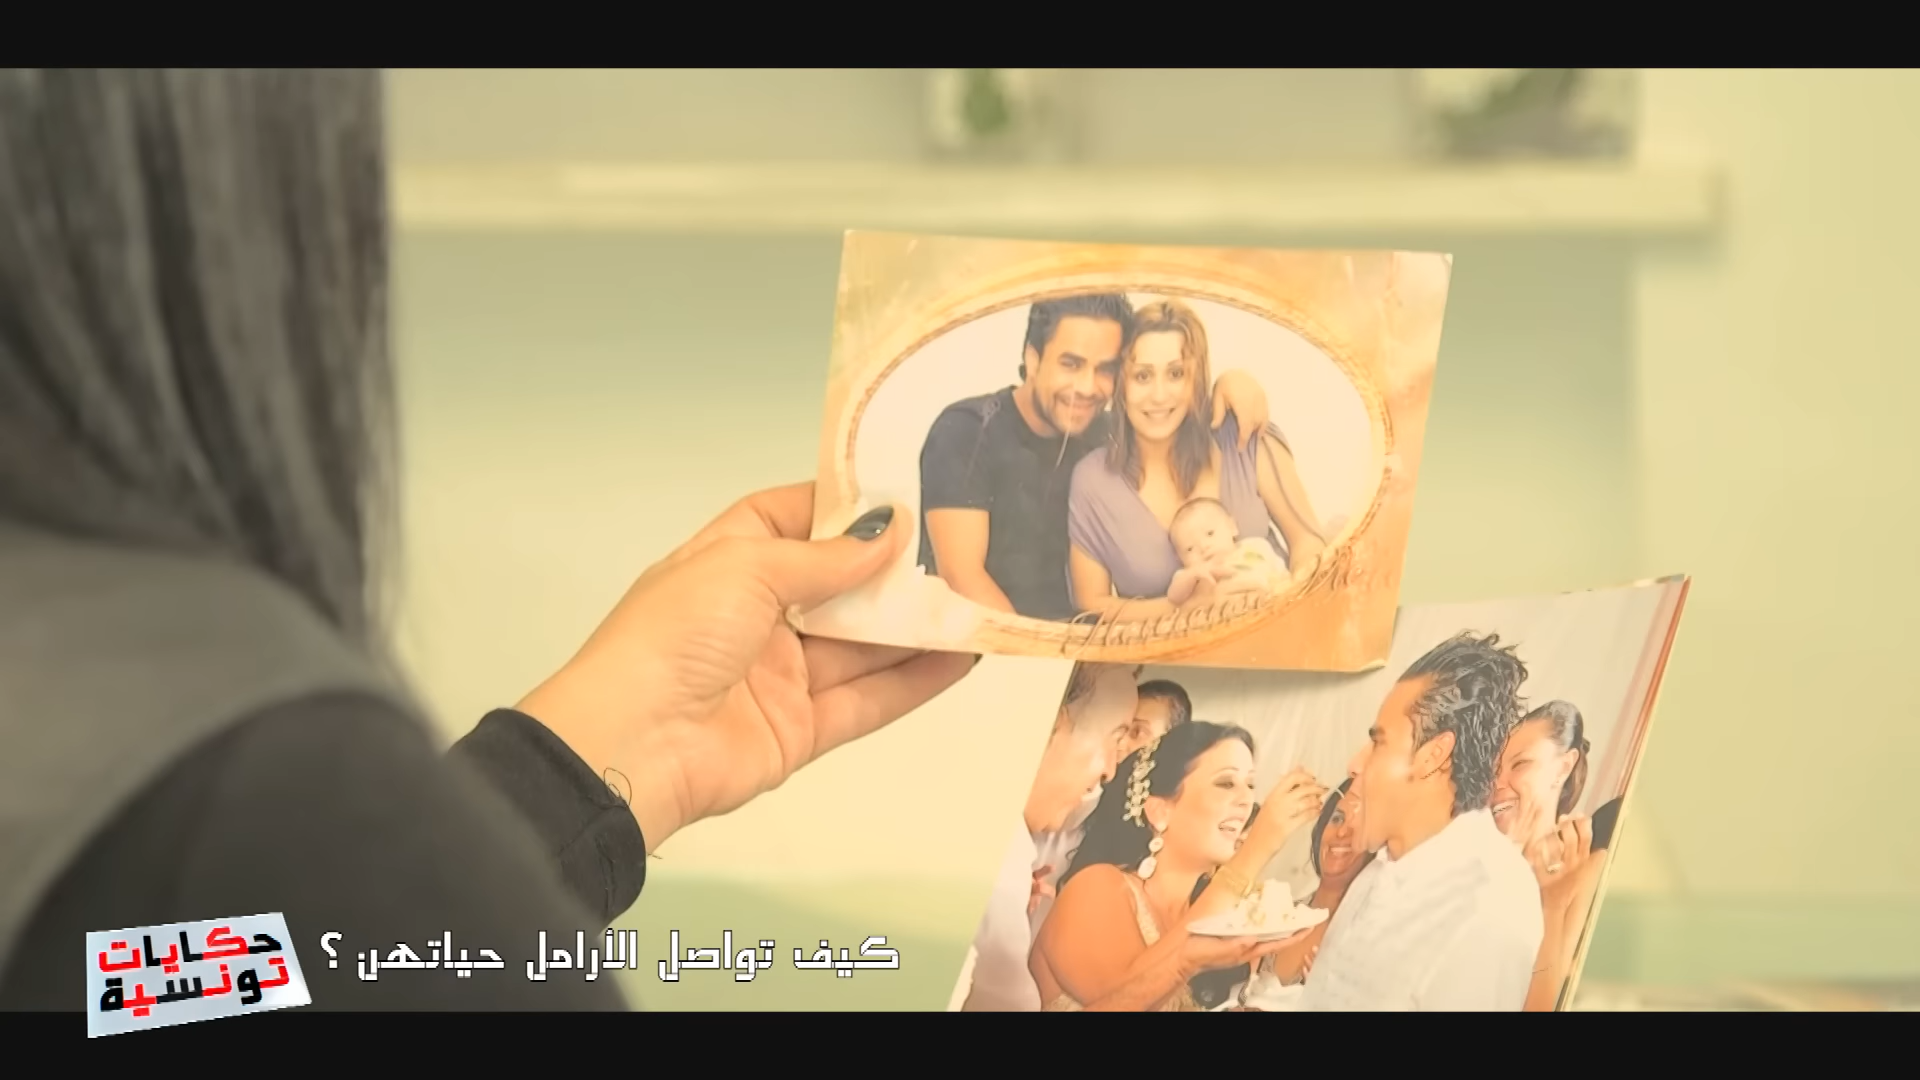 حكايات
تونسية
كيف تواصل الأرامل حياتهن ؟